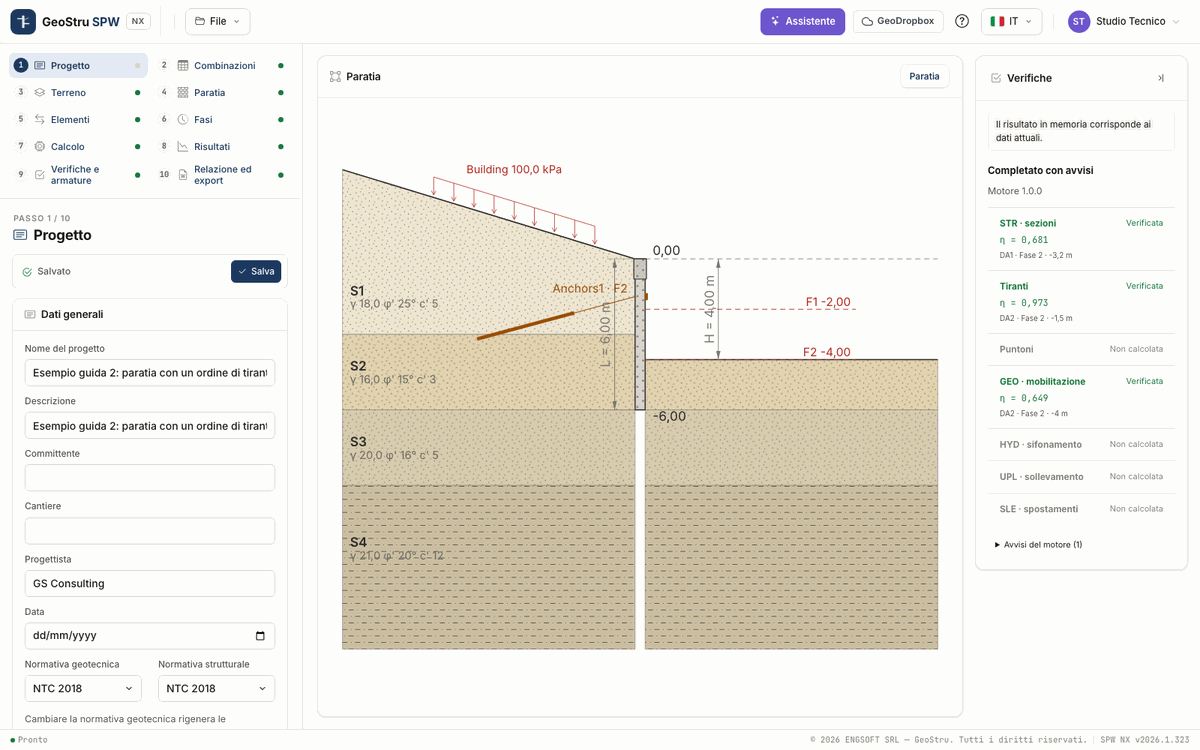 GeoStru SPW NX
File
Assistente
GeoDropbox
IT
ST Studio Tecnico
1 Progetto
2 Combinazioni
3 Terreno
4 Paratia
5 Elementi
6 Fasi
7 Calcolo
8 Risultati
9 Verifiche e
armature
10 Relazione ed
export
PASSO 1 / 10
Progetto
Salvato
Salva
Dati generali
Nome del progetto
Esempio guida 2: paratia con un ordine di tirant
Descrizione
Esempio guida 2: paratia con un ordine di tirant
Committente
Cantiere
Progettista
GS Consulting
Data
dd/mm/yyyy
Normativa geotecnica
Normativa strutturale
NTC 2018
NTC 2018
Cambiare la normativa geotecnica rigenera le
Paratia
Paratia
Building 100,0 kPa
0,00
Anchors1 · F2
S1
γ 18,0 φ' 25° c' 5
L = 6,00 m
H = 4,00 m
F1 -2,00
F2 -4,00
S2
γ 16,0 φ' 15° c' 3
-6,00
S3
γ 20,0 φ' 16° c' 5
S4
γ 21,0 φ' 20° c' 12
Verifiche
Il risultato in memoria corrisponde ai
dati attuali.
Completato con avvisi
Motore 1.0.0
STR · sezioni Verificata
η = 0,681
DA1 · Fase 2 · -3,2 m
Tiranti Verificata
η = 0,973
DA2 · Fase 2 · -1,5 m
Puntoni Non calcolata
GEO · mobilitazione Verificata
η = 0,649
DA2 · Fase 2 · -4 m
HYD · sifonamento Non calcolata
UPL · sollevamento Non calcolata
SLE · spostamenti Non calcolata
Avvisi del motore (1)
Pronto
© 2026 ENGSOFT SRL — GeoStru. Tutti i diritti riservati. SPW NX v2026.1.323